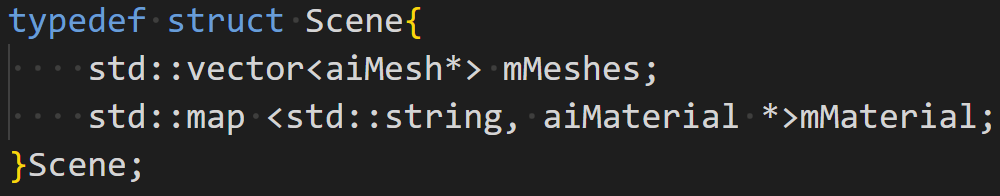 typedef struct Scene{
    std::vector<aiMesh*> mMeshes;
    std::map <std::string, aiMaterial *>mMaterial;
}Scene;